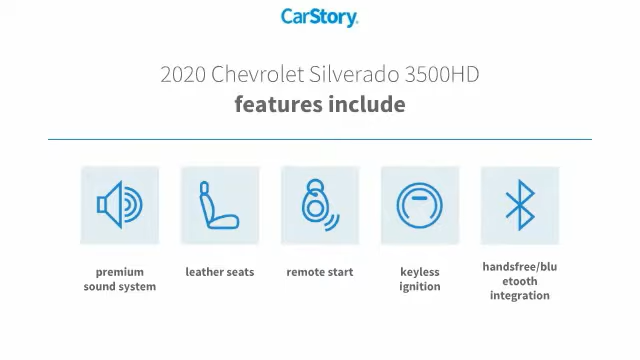 CarStory.
2020 Chevrolet Silverado 3500HD
features include
premium
sound system
leather seats
remote start
keyless
ignition
handsfree/blu
etooth
integration